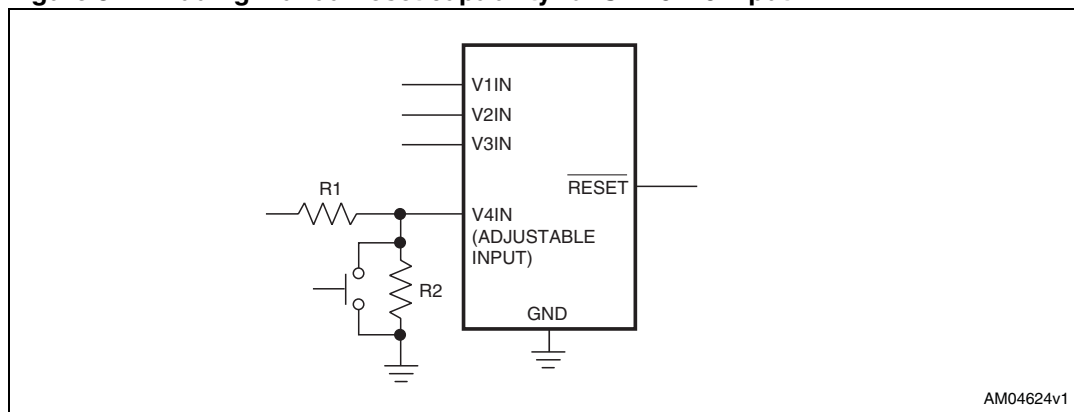 V1IN
V2IN
V3IN
RESET
R1
V4IN
(ADJUSTABLE
INPUT)
R2
GND
AM04624v1